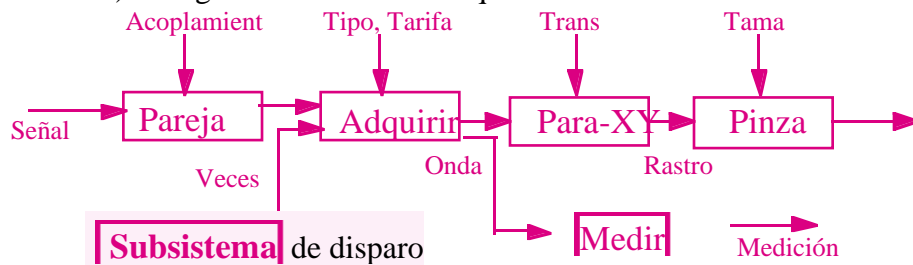 Acoplamient Tipo, Tarifa Trans Tama
Señal Pareja Adquirir Para-XY Pinza
Veces Onda Rastro
Subsistema de disparo Medir Medición